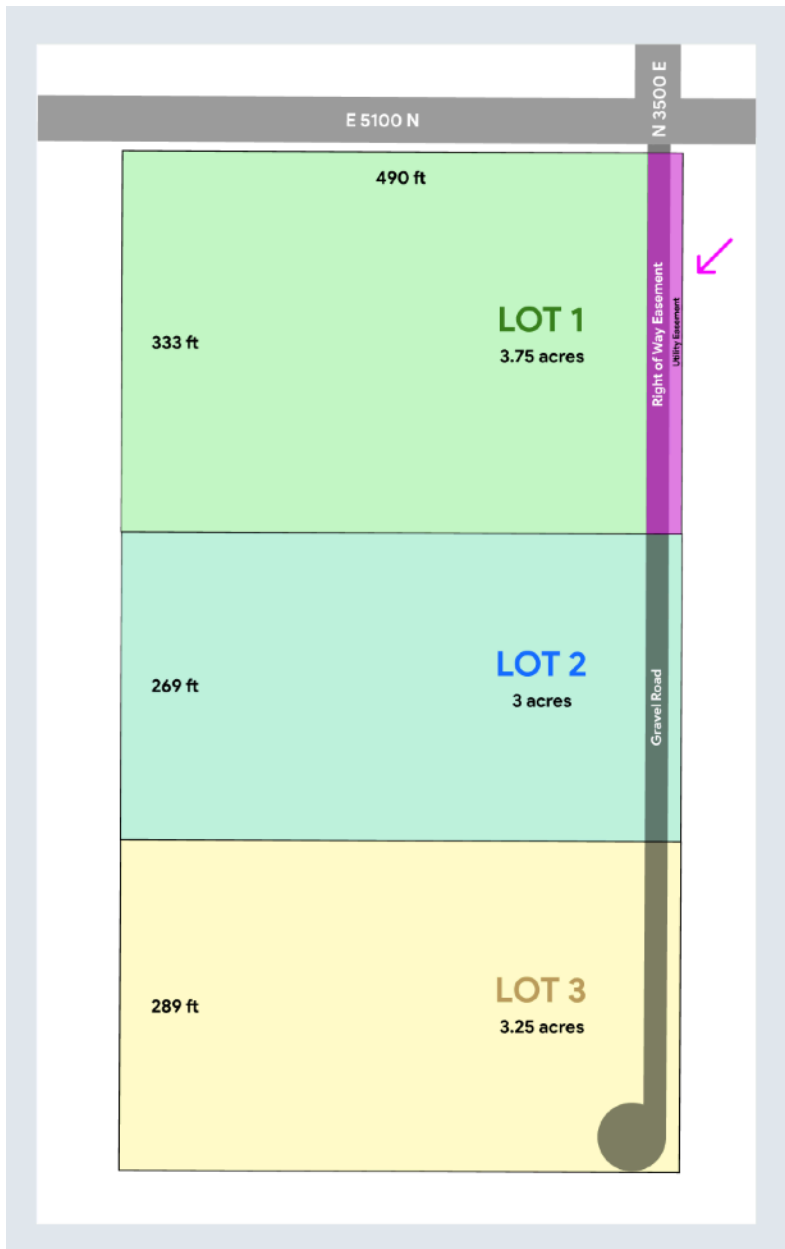 N 3500 E
E 5100 N
490 ft
LOT 1
3.75 acres
333 ft
Right of Way Easement
Utility Easement
LOT 2
3 acres
269 ft
Gravel Road
LOT 3
3.25 acres
289 ft